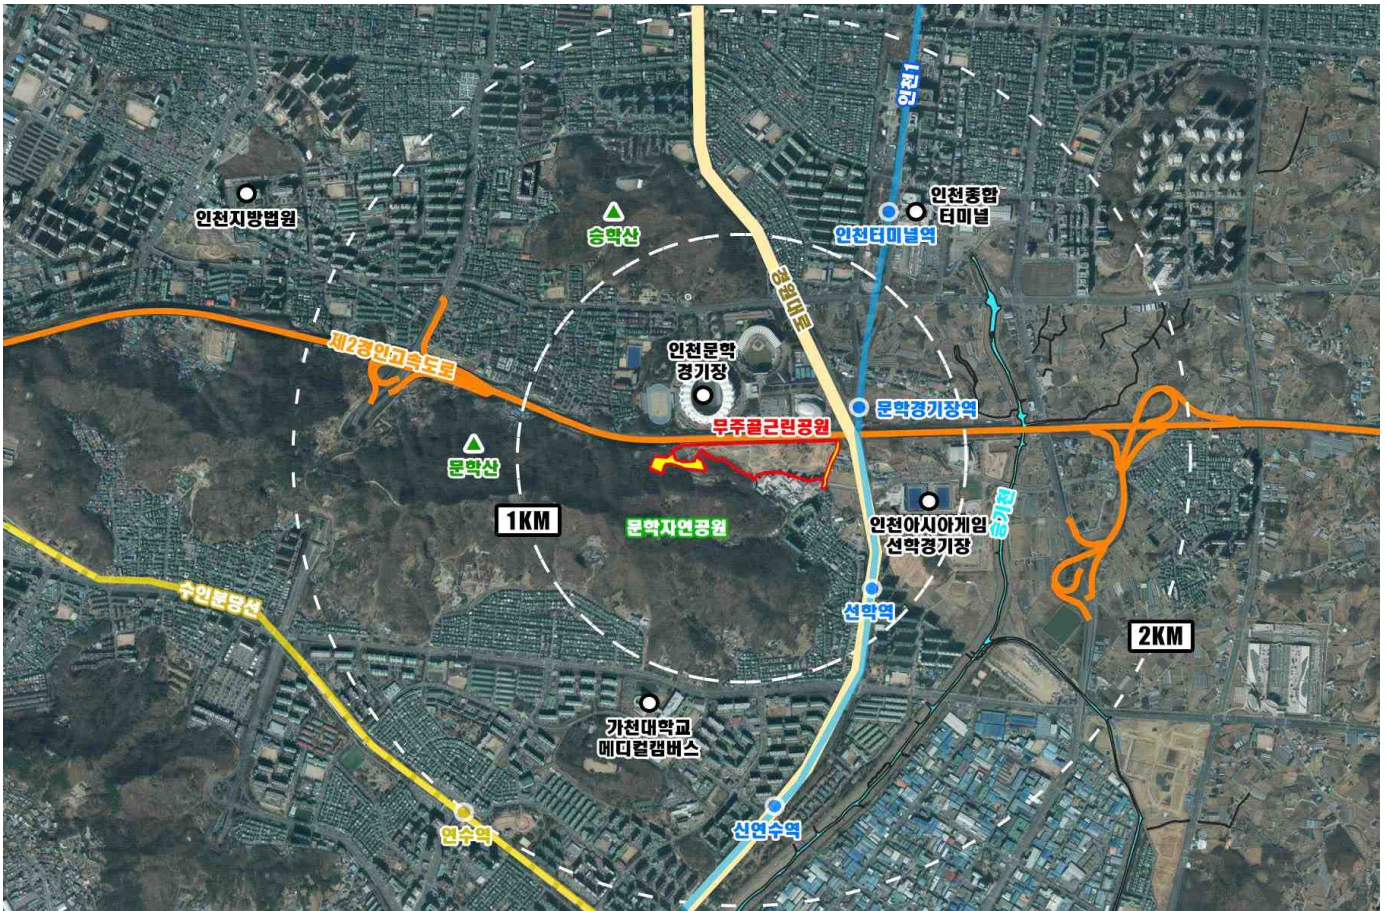 인천1
인천지방법원
승학산
인천종합
터미널
인천터미널역
경원대로
제2경인고속도로
인천문학
경기장
문학경기장역
무주골근린공원
문학산
1KM
문학자연공원
인천아시아게임
선학경기장
승기천
수인분당선
선학역
2KM
가천대학교
메디컬캠버스
연수역
신연수역